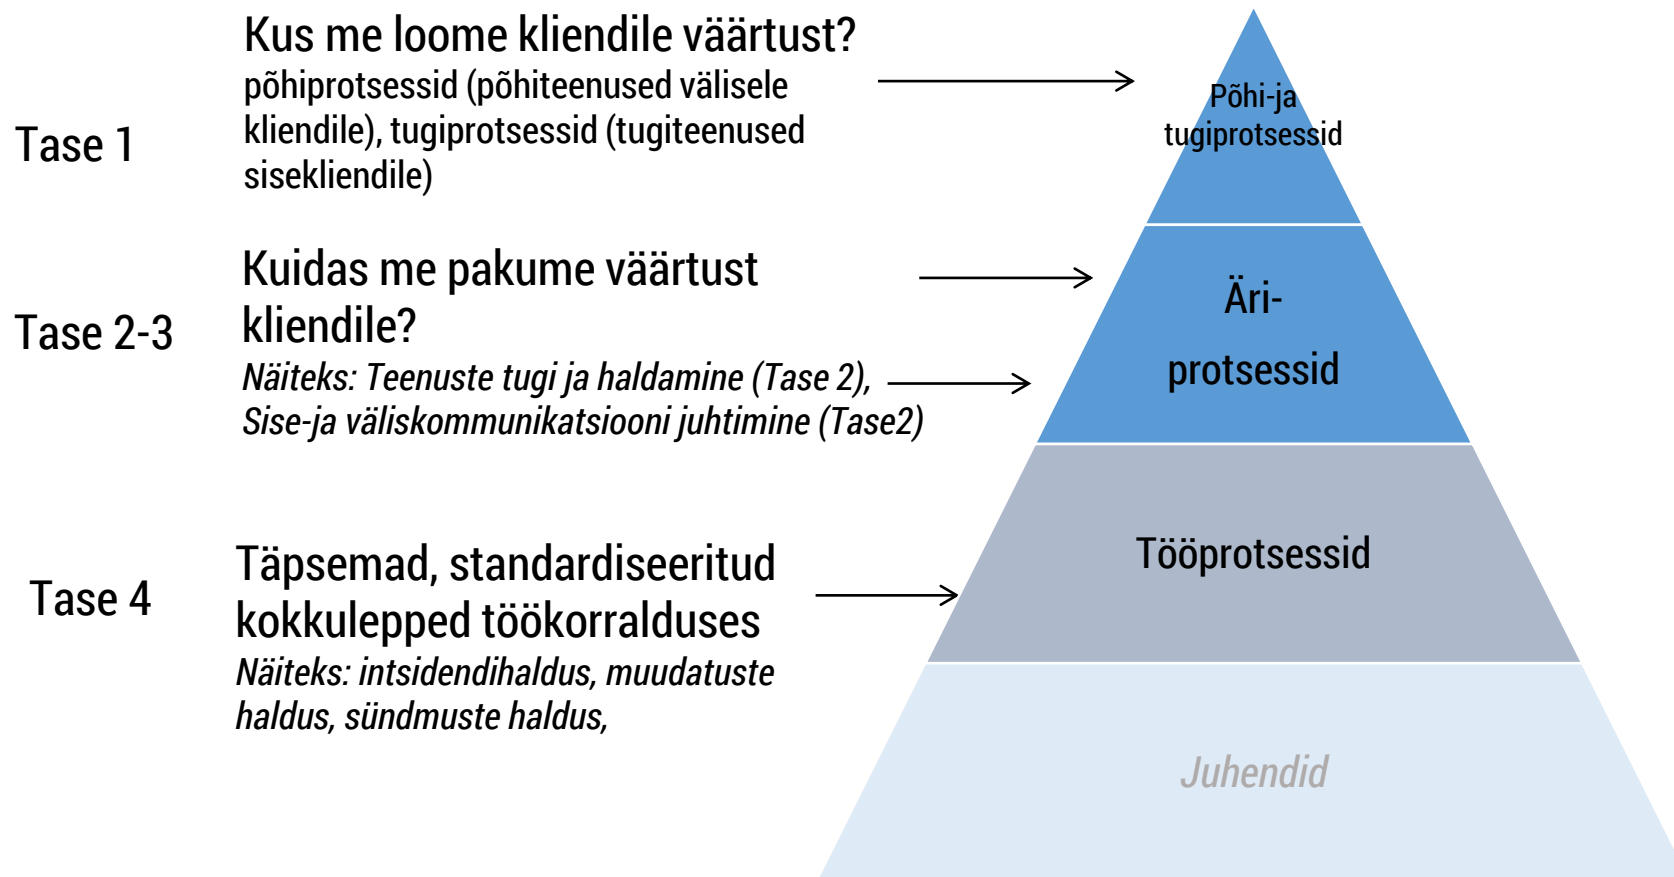 Kus me loome kliendile väärtust?
põhiprotsessid (põhiteenused välisele
kliendile), tugiprotsessid (tugiteenused
sisekliendile)
Tase 1
Põhi-ja
tugiprotsessid
Kuidas me pakume väärtust
kliendile?
Näiteks: Teenuste tugi ja haldamine (Tase 2),
Sise-ja väliskommunikatsiooni juhtimine (Tase2)
Tase 2-3
Äri-
protsessid
Täpsemad, standardiseeritud
kokkulepped töökorralduses
Näiteks: intsidendihaldus, muudatuste
haldus, sündmuste haldus,
Tase 4
Tööprotsessid
Juhendid